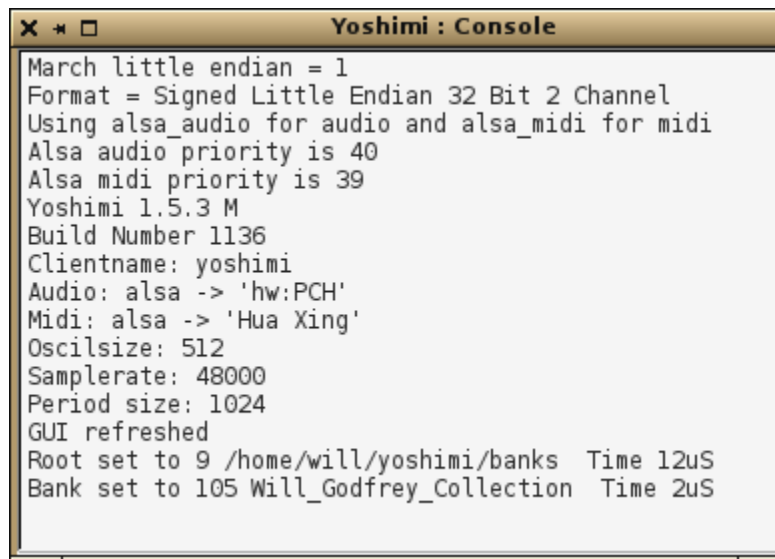 Yoshimi : Console
March little endian = 1
Format = Signed Little Endian 32 Bit 2 Channel
Using alsa_audio for audio and alsa_midi for midi
Alsa audio priority is 40
Alsa midi priority is 39
Yoshimi 1.5.3 M
Build Number 1136
Clientname: yoshimi
Audio: alsa -> 'hw:PCH'
Midi: alsa -> 'Hua Xing'
Oscilsize: 512
Samplerate: 48000
Period size: 1024
GUI refreshed
Root set to 9 /home/will/yoshimi/banks  Time 12uS
Bank set to 105 Will_Godfrey_Collection  Time 2uS